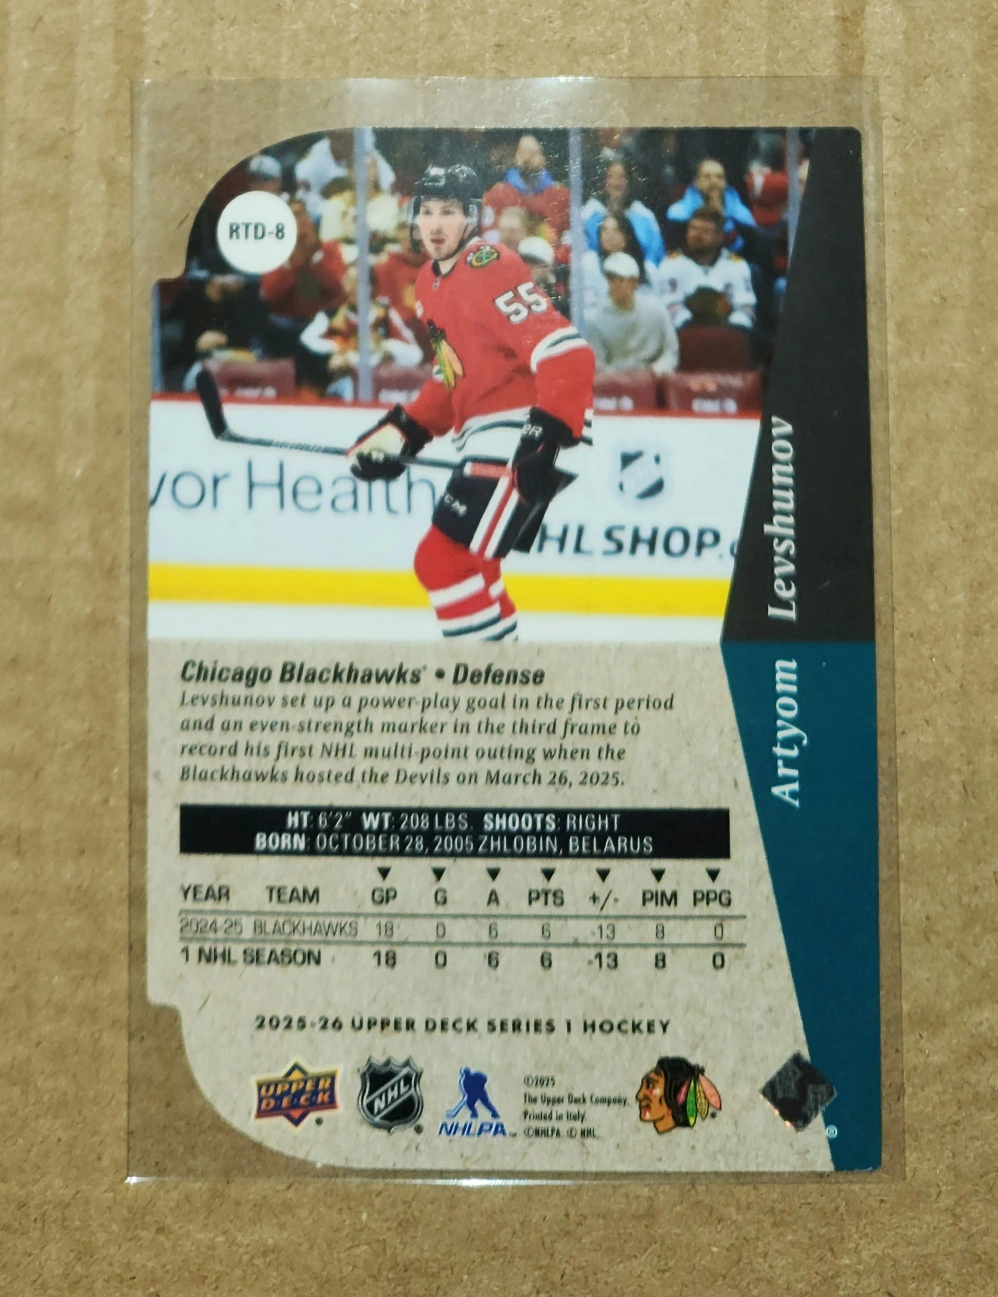 RTD-8
55
vor Health
NHLSHOP.c
Artyom Levshunov
Chicago Blackhawks® • Defense
Levshunov set up a power-play goal in the first period
and an even-strength marker in the third frame to
record his first NHL multi-point outing when the
Blackhawks hosted the Devils on March 26, 2025.
HT: 6'2" WT: 208 LBS. SHOOTS: RIGHT
BORN: OCTOBER 28, 2005 ZHLOBIN, BELARUS
YEAR TEAM GP G A PTS +/- PIM PPG
2024-25 BLACKHAWKS 18 0 6 6 -13 8 0
1 NHL SEASON 18 0 6 6 -13 8 0
2025-26 UPPER DECK SERIES 1 HOCKEY
UPPER DECK
NHL
NHLPA
©2025
The Upper Deck Company.
Printed in Italy.
©NHLPA. © NHL.